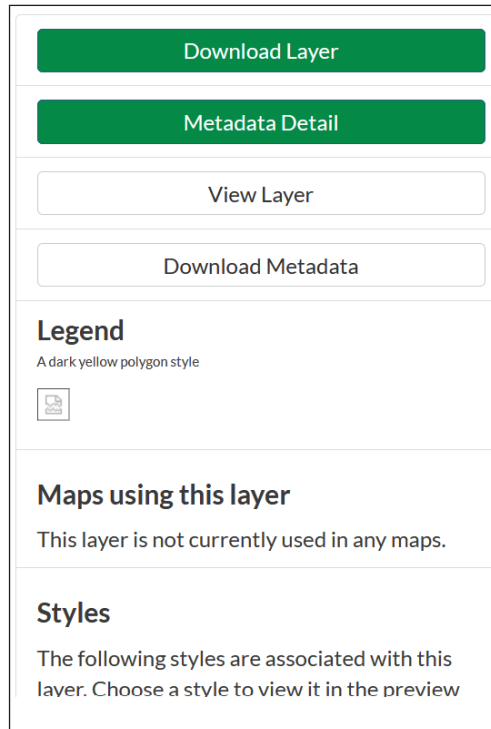 Download Layer
Metadata Detail
View Layer
Download Metadata
Legend
A dark yellow polygon style
Maps using this layer
This layer is not currently used in any maps.
Styles
The following styles are associated with this
layer. Choose a style to view it in the preview